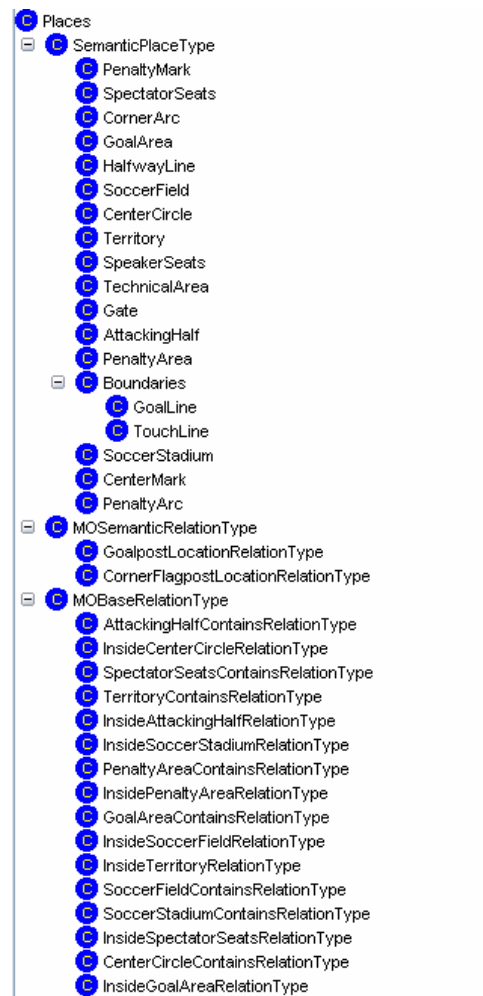 Places
SemanticPlaceType
PenaltyMark
SpectatorSeats
CornerArc
GoalArea
HalfwayLine
SoccerField
CenterCircle
Territory
SpeakerSeats
TechnicalArea
Gate
AttackingHalf
PenaltyArea
Boundaries
GoalLine
TouchLine
SoccerStadium
CenterMark
PenaltyArc
MOSemanticRelationType
GoalpostLocationRelationType
CornerFlagpostLocationRelationType
MOBaseRelationType
AttackingHalfContainsRelationType
InsideCenterCircleRelationType
SpectatorSeatsContainsRelationType
TerritoryContainsRelationType
InsideAttackingHalfRelationType
InsideSoccerStadiumRelationType
PenaltyAreaContainsRelationType
InsidePenaltyAreaRelationType
GoalAreaContainsRelationType
InsideSoccerFieldRelationType
InsideTerritoryRelationType
SoccerFieldContainsRelationType
SoccerStadiumContainsRelationType
InsideSpectatorSeatsRelationType
CenterCircleContainsRelationType
InsideGoalAreaRelationType